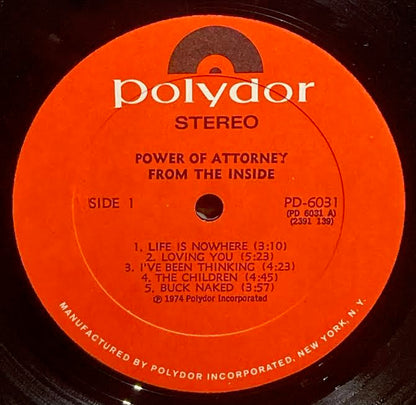 polydor
STEREO
POWER OF ATTORNEY
FROM THE INSIDE
SIDE 1
PD-6031
(PD 6031 A)
(2391 139)
1. LIFE IS NOWHERE (3:10)
2. LOVING YOU (5:23)
3. I'VE BEEN THINKING (4:23)
4. THE CHILDREN (4:45)
5. BUCK NAKED (3:57)
℗ 1974 Polydor Incorporated
MANUFACTURED BY POLYDOR INCORPORATED, NEW YORK, N.Y.